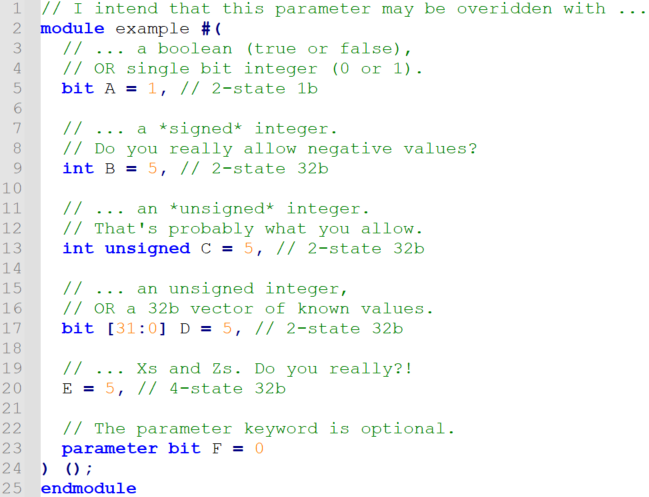 1 // I intend that this parameter may be overidden with ...
2 module example #(
3 // ... a boolean (true or false),
4 // OR single bit integer (0 or 1).
5 bit A = 1, // 2-state 1b
6
7 // ... a *signed* integer.
8 // Do you really allow negative values?
9 int B = 5, // 2-state 32b
10
11 // ... an *unsigned* integer.
12 // That's probably what you allow.
13 int unsigned C = 5, // 2-state 32b
14
15 // ... an unsigned integer,
16 // OR a 32b vector of known values.
17 bit [31:0] D = 5, // 2-state 32b
18
19 // ... Xs and Zs. Do you really?!
20 E = 5, // 4-state 32b
21
22 // The parameter keyword is optional.
23 parameter bit F = 0
24 ) ();
25 endmodule